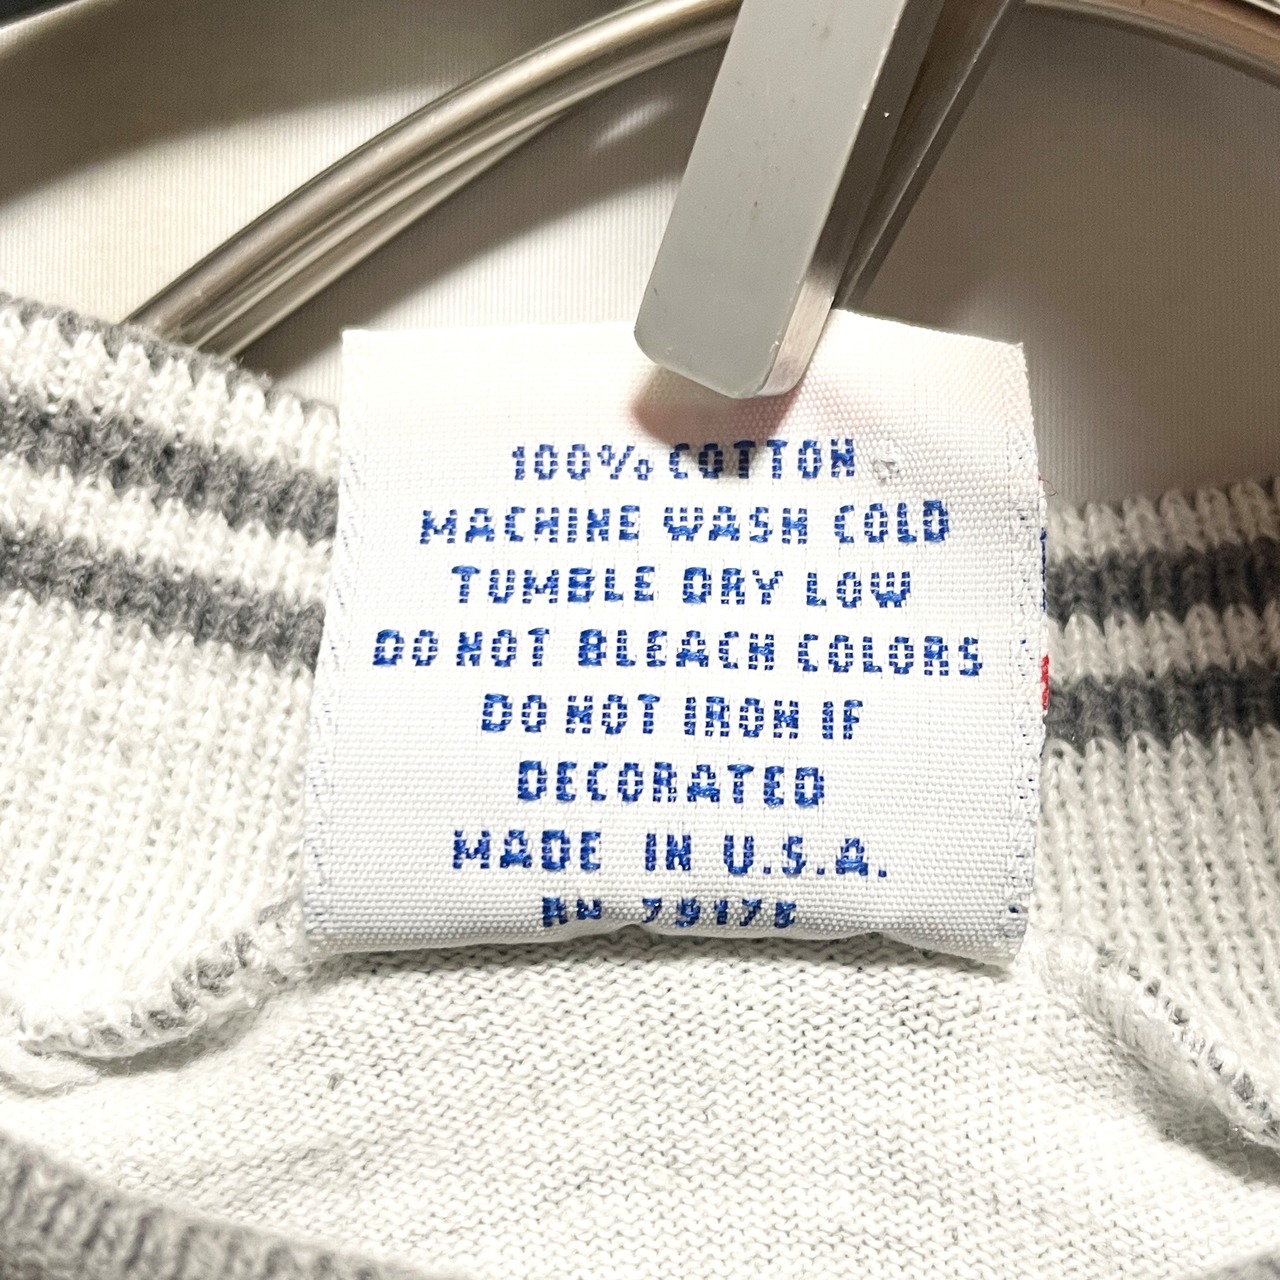 100% COTTON
MACHINE WASH COLD
TUMBLE DRY LOW
DO NOT BLEACH COLORS
DO NOT IRON IF
DECORATED
MADE IN U.S.A.
RN